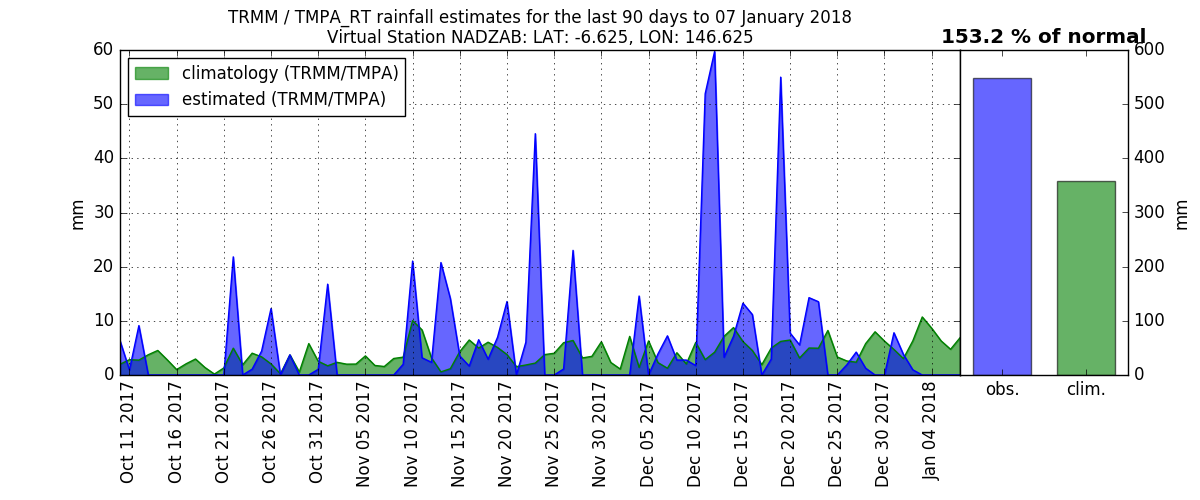 TRMM / TMPA_RT rainfall estimates for the last 90 days to 07 January 2018
Virtual Station NADZAB: LAT: -6.625, LON: 146.625
153.2 % of normal
climatology (TRMM/TMPA)
estimated (TRMM/TMPA)
60
50
40
30
20
10
0
mm
600
500
400
300
200
100
0
mm
Oct 11 2017
Oct 16 2017
Oct 21 2017
Oct 26 2017
Oct 31 2017
Nov 05 2017
Nov 10 2017
Nov 15 2017
Nov 20 2017
Nov 25 2017
Nov 30 2017
Dec 05 2017
Dec 10 2017
Dec 15 2017
Dec 20 2017
Dec 25 2017
Dec 30 2017
Jan 04 2018
obs.
clim.